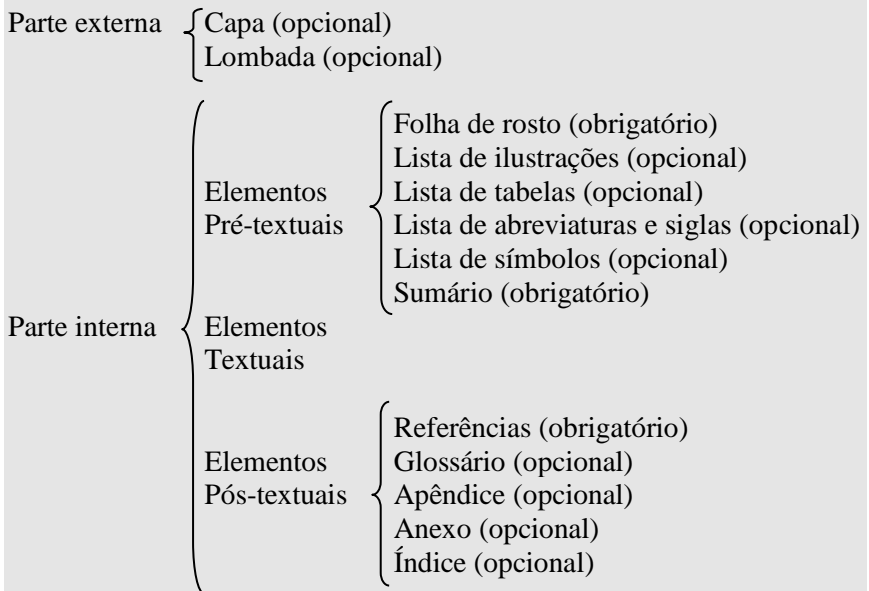 Parte externa
Capa (opcional)
Lombada (opcional)
Parte interna
Elementos
Pré-textuais
Folha de rosto (obrigatório)
Lista de ilustrações (opcional)
Lista de tabelas (opcional)
Lista de abreviaturas e siglas (opcional)
Lista de símbolos (opcional)
Sumário (obrigatório)
Elementos
Textuais
Elementos
Pós-textuais
Referências (obrigatório)
Glossário (opcional)
Apêndice (opcional)
Anexo (opcional)
Índice (opcional)